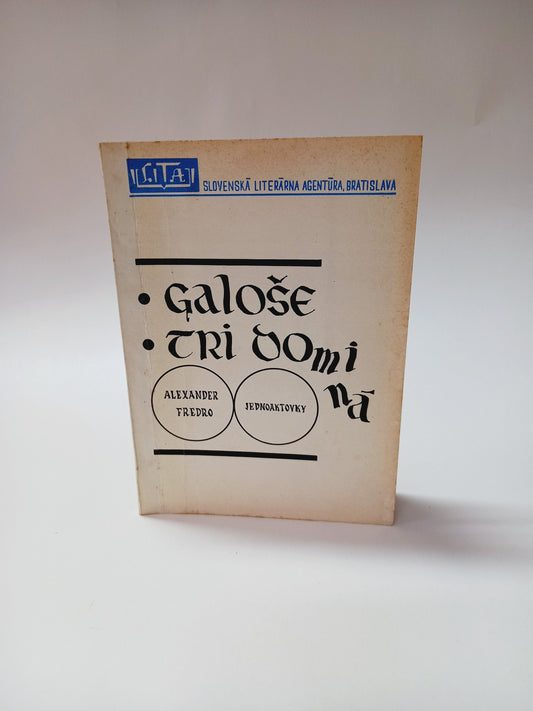 LITA
SLOVENSKÁ LITERÁRNA AGENTÚRA, BRATISLAVA
• Galoše
• Tri domi
ná
ALEXANDER
FREDRO
JEDNOAKTOVKY